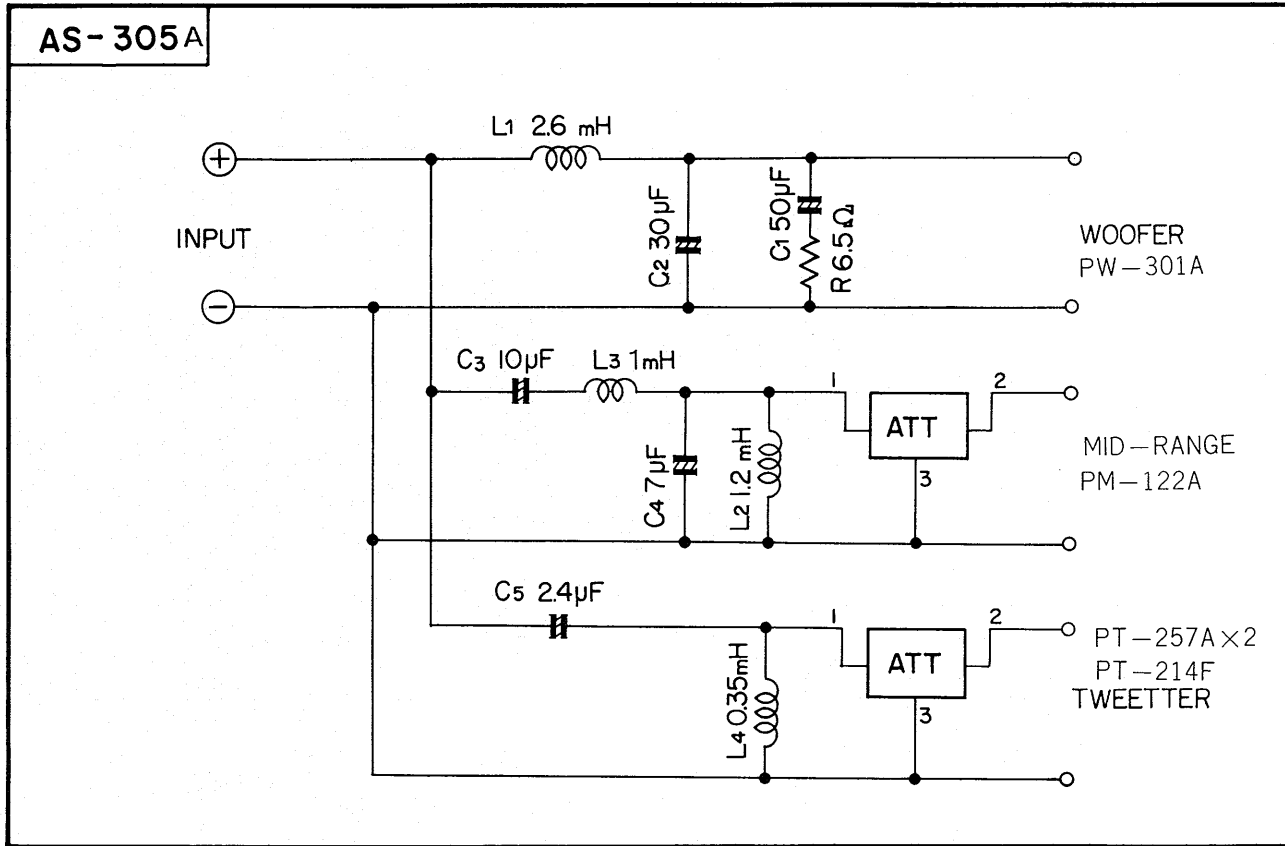 AS-305A
L1 2.6 mH
+
INPUT
−
C2 30µF
C1 50µF
R 6.5Ω
WOOFER
PW-301A
C3 10µF
L3 1mH
C4 7µF
L2 1.2 mH
1
ATT
2
3
MID-RANGE
PM-122A
C5 2.4µF
L4 0.35mH
1
ATT
2
3
PT-257A×2
PT-214F
TWEETTER